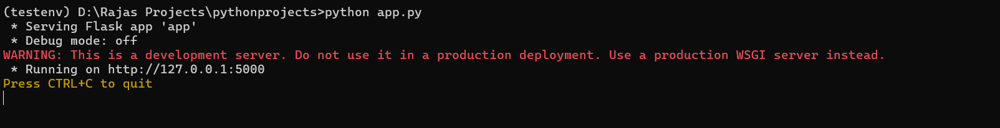 (testenv) D:\Rajas Projects\pythonprojects>python app.py
 * Serving Flask app 'app'
 * Debug mode: off
WARNING: This is a development server. Do not use it in a production deployment. Use a production WSGI server instead.
 * Running on http://127.0.0.1:5000
Press CTRL+C to quit